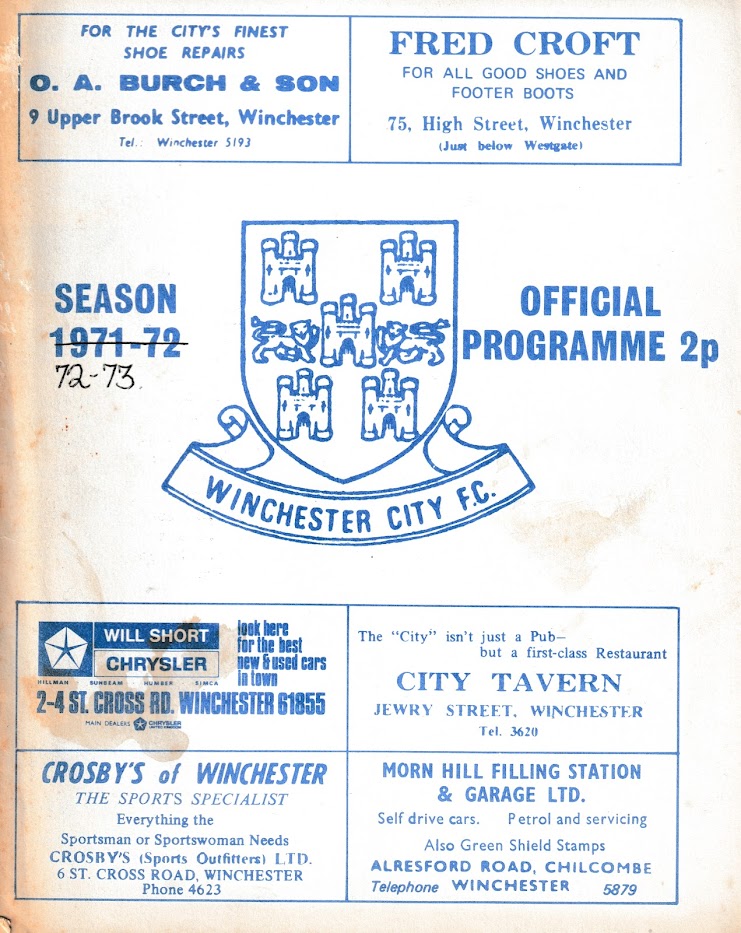 FOR THE CITY'S FINEST
SHOE REPAIRS
O. A. BURCH & SON
9 Upper Brook Street, Winchester
Tel.: Winchester 5193
FRED CROFT
FOR ALL GOOD SHOES AND
FOOTER BOOTS
75, High Street, Winchester
(Just below Westgate)
SEASON
1971-72
72-73.
OFFICIAL
PROGRAMME 2p
WINCHESTER CITY F.C.
WILL SHORT
CHRYSLER
HILLMAN SUNBEAM HUMBER SIMCA
look here
for the best
new & used cars
in town
2-4 ST. CROSS RD. WINCHESTER 61855
MAIN DEALERS CHRYSLER
UNITED KINGDOM
The "City" isn't just a Pub—
but a first-class Restaurant
CITY TAVERN
JEWRY STREET, WINCHESTER
Tel. 3620
CROSBY'S of WINCHESTER
THE SPORTS SPECIALIST
Everything the
Sportsman or Sportswoman Needs
CROSBY'S (Sports Outfitters) LTD.
6 ST. CROSS ROAD, WINCHESTER
Phone 4623
MORN HILL FILLING STATION
& GARAGE LTD.
Self drive cars. Petrol and servicing
Also Green Shield Stamps
ALRESFORD ROAD, CHILCOMBE
Telephone WINCHESTER 5879